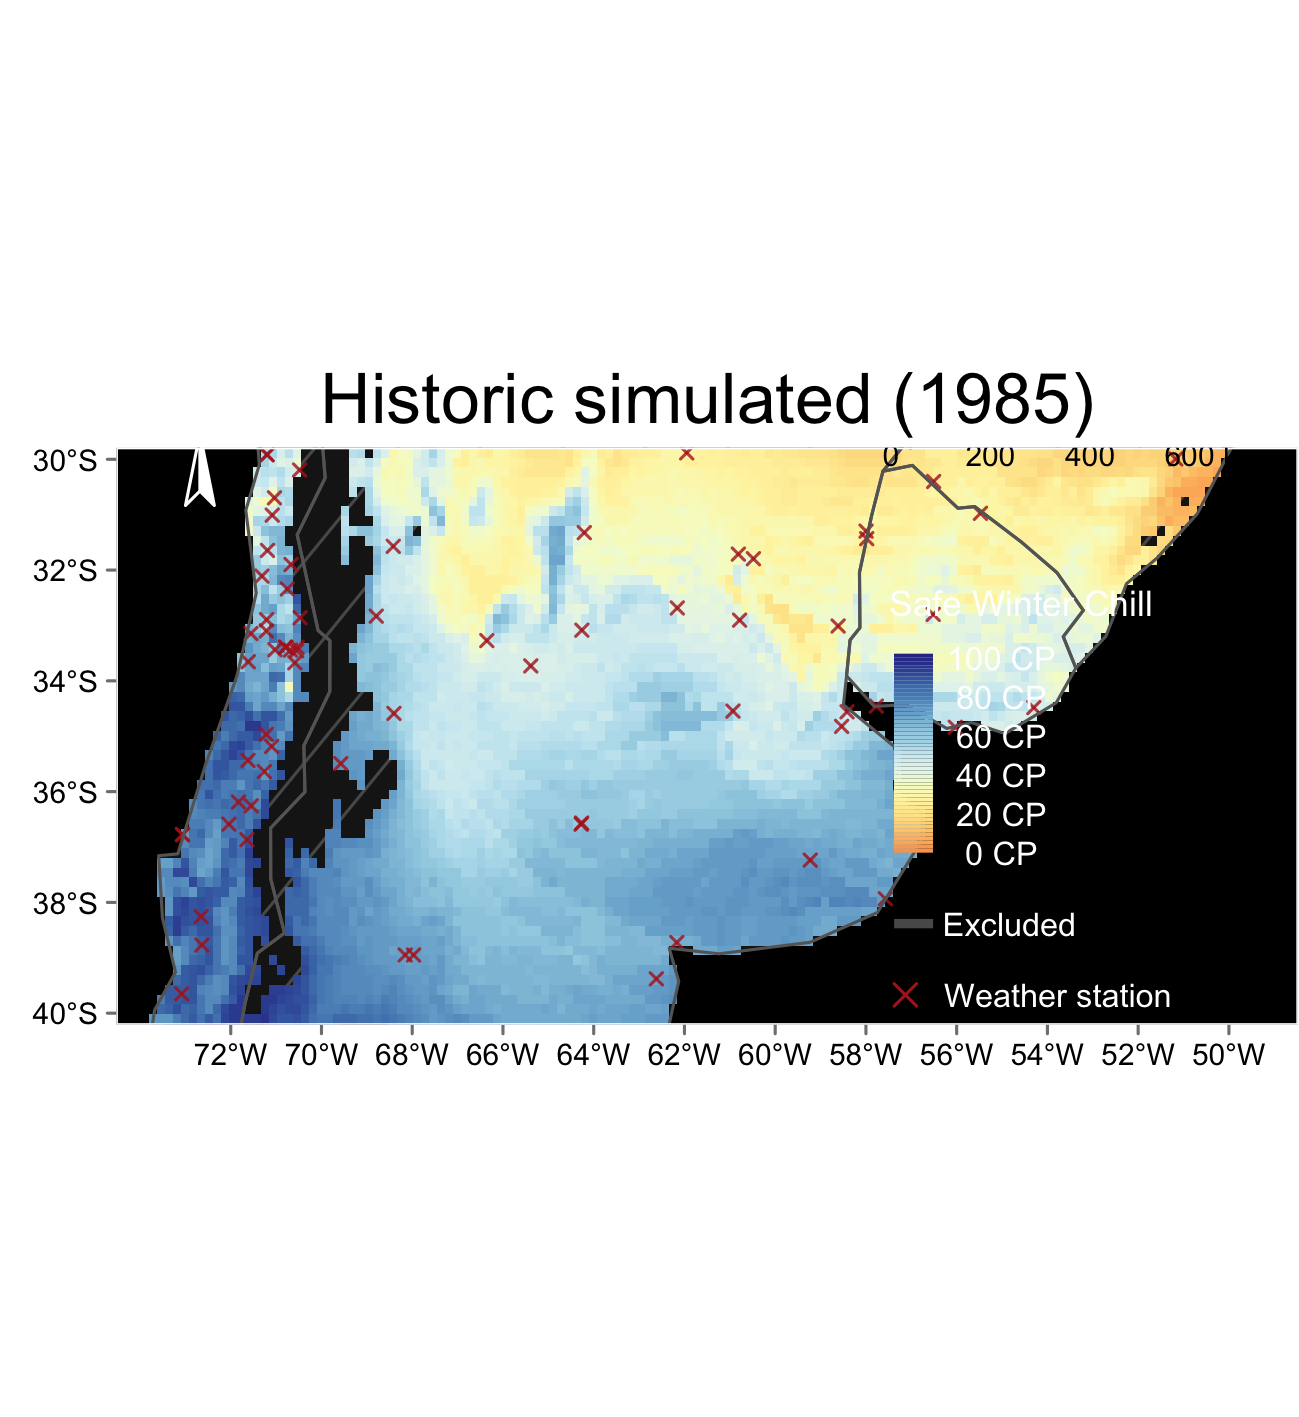 Historic simulated (1985)
0 200 400 600
30°S
32°S
34°S
36°S
38°S
40°S
Safe Winter Chill
100 CP
80 CP
60 CP
40 CP
20 CP
0 CP
Excluded
Weather station
72°W 70°W 68°W 66°W 64°W 62°W 60°W 58°W 56°W 54°W 52°W 50°W